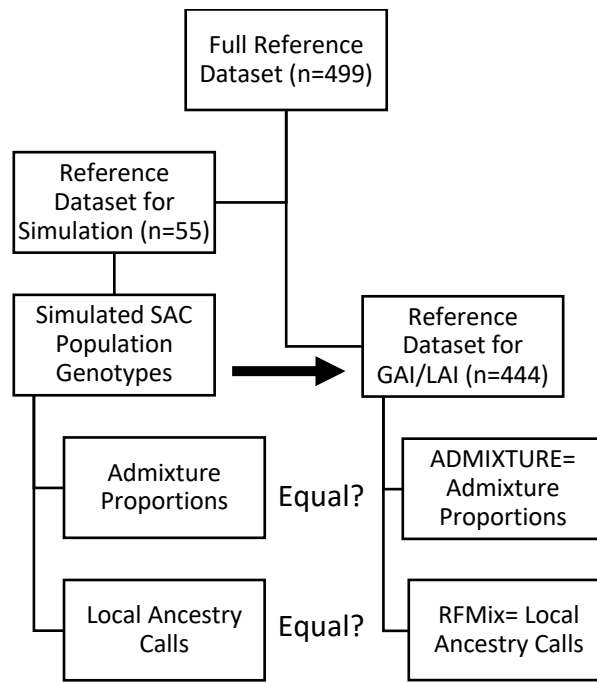 Full Reference
Dataset (n=499)
Reference
Dataset for
Simulation (n=55)
Simulated SAC
Population
Genotypes
Reference
Dataset for
GAI/LAI (n=444)
Admixture
Proportions
Equal?
ADMIXTURE=
Admixture
Proportions
Local Ancestry
Calls
Equal?
RFMix= Local
Ancestry Calls